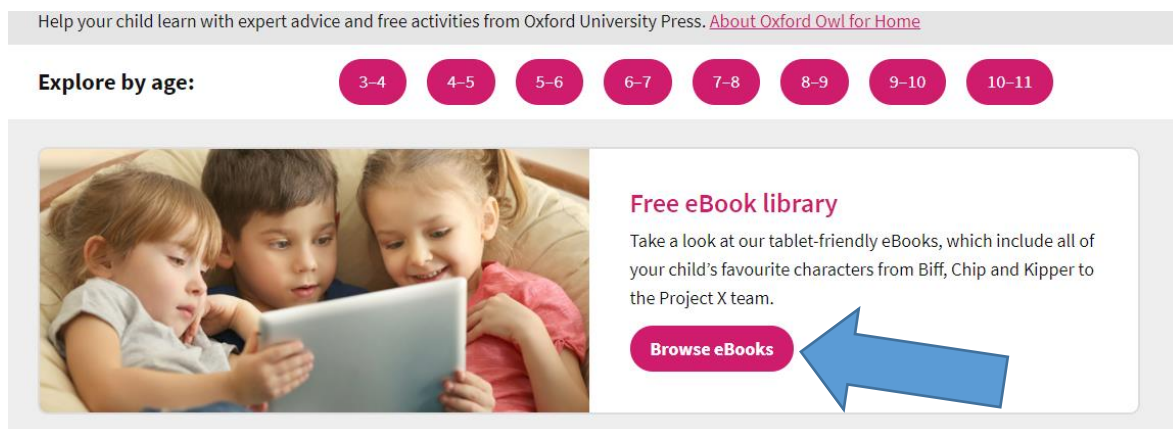 Help your child learn with expert advice and free activities from Oxford University Press. About Oxford Owl for Home
Explore by age: 3–4 4–5 5–6 6–7 7–8 8–9 9–10 10–11
Free eBook library
Take a look at our tablet-friendly eBooks, which include all of
your child's favourite characters from Biff, Chip and Kipper to
the Project X team.
Browse eBooks